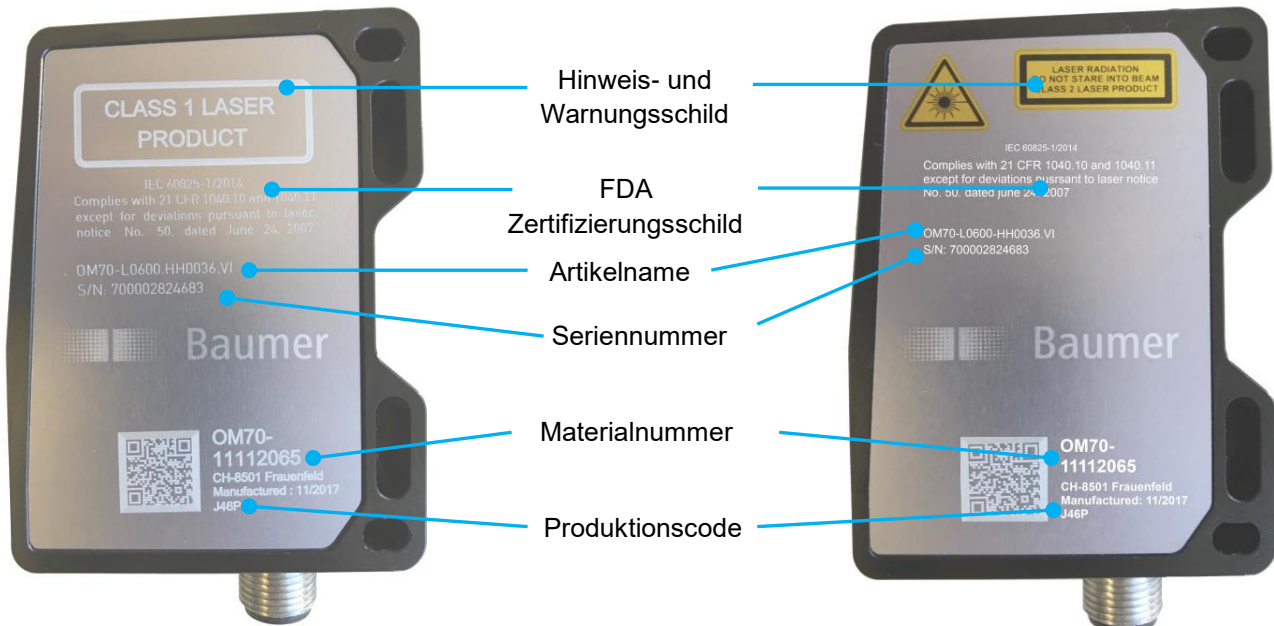 CLASS 1 LASER
PRODUCT
IEC 60825-1/2014
Complies with 21 CFR 1040.10 and 1040.11
except for deviations pursuant to laser
notice No. 50. dated June 24. 2007
OM70-L0600.HH0036.VI
S/N: 700002824683
Baumer
OM70-
11112065
CH-8501 Frauenfeld
Manufactured : 11/2017
J46P
Hinweis- und
Warnungsschild
FDA
Zertifizierungsschild
Artikelname
Seriennummer
Materialnummer
Produktionscode
LASER RADIATION
DO NOT STARE INTO BEAM
CLASS 2 LASER PRODUCT
IEC 60825-1/2014
Complies with 21 CFR 1040.10 and 1040.11
except for deviations pusrsant to laser notice
No. 50. dated june 24. 2007
OM70-L0600-HH0036.VI
S/N: 700002824683
Baumer
OM70-
11112065
CH-8501 Frauenfeld
Manufactured: 11/2017
J46P